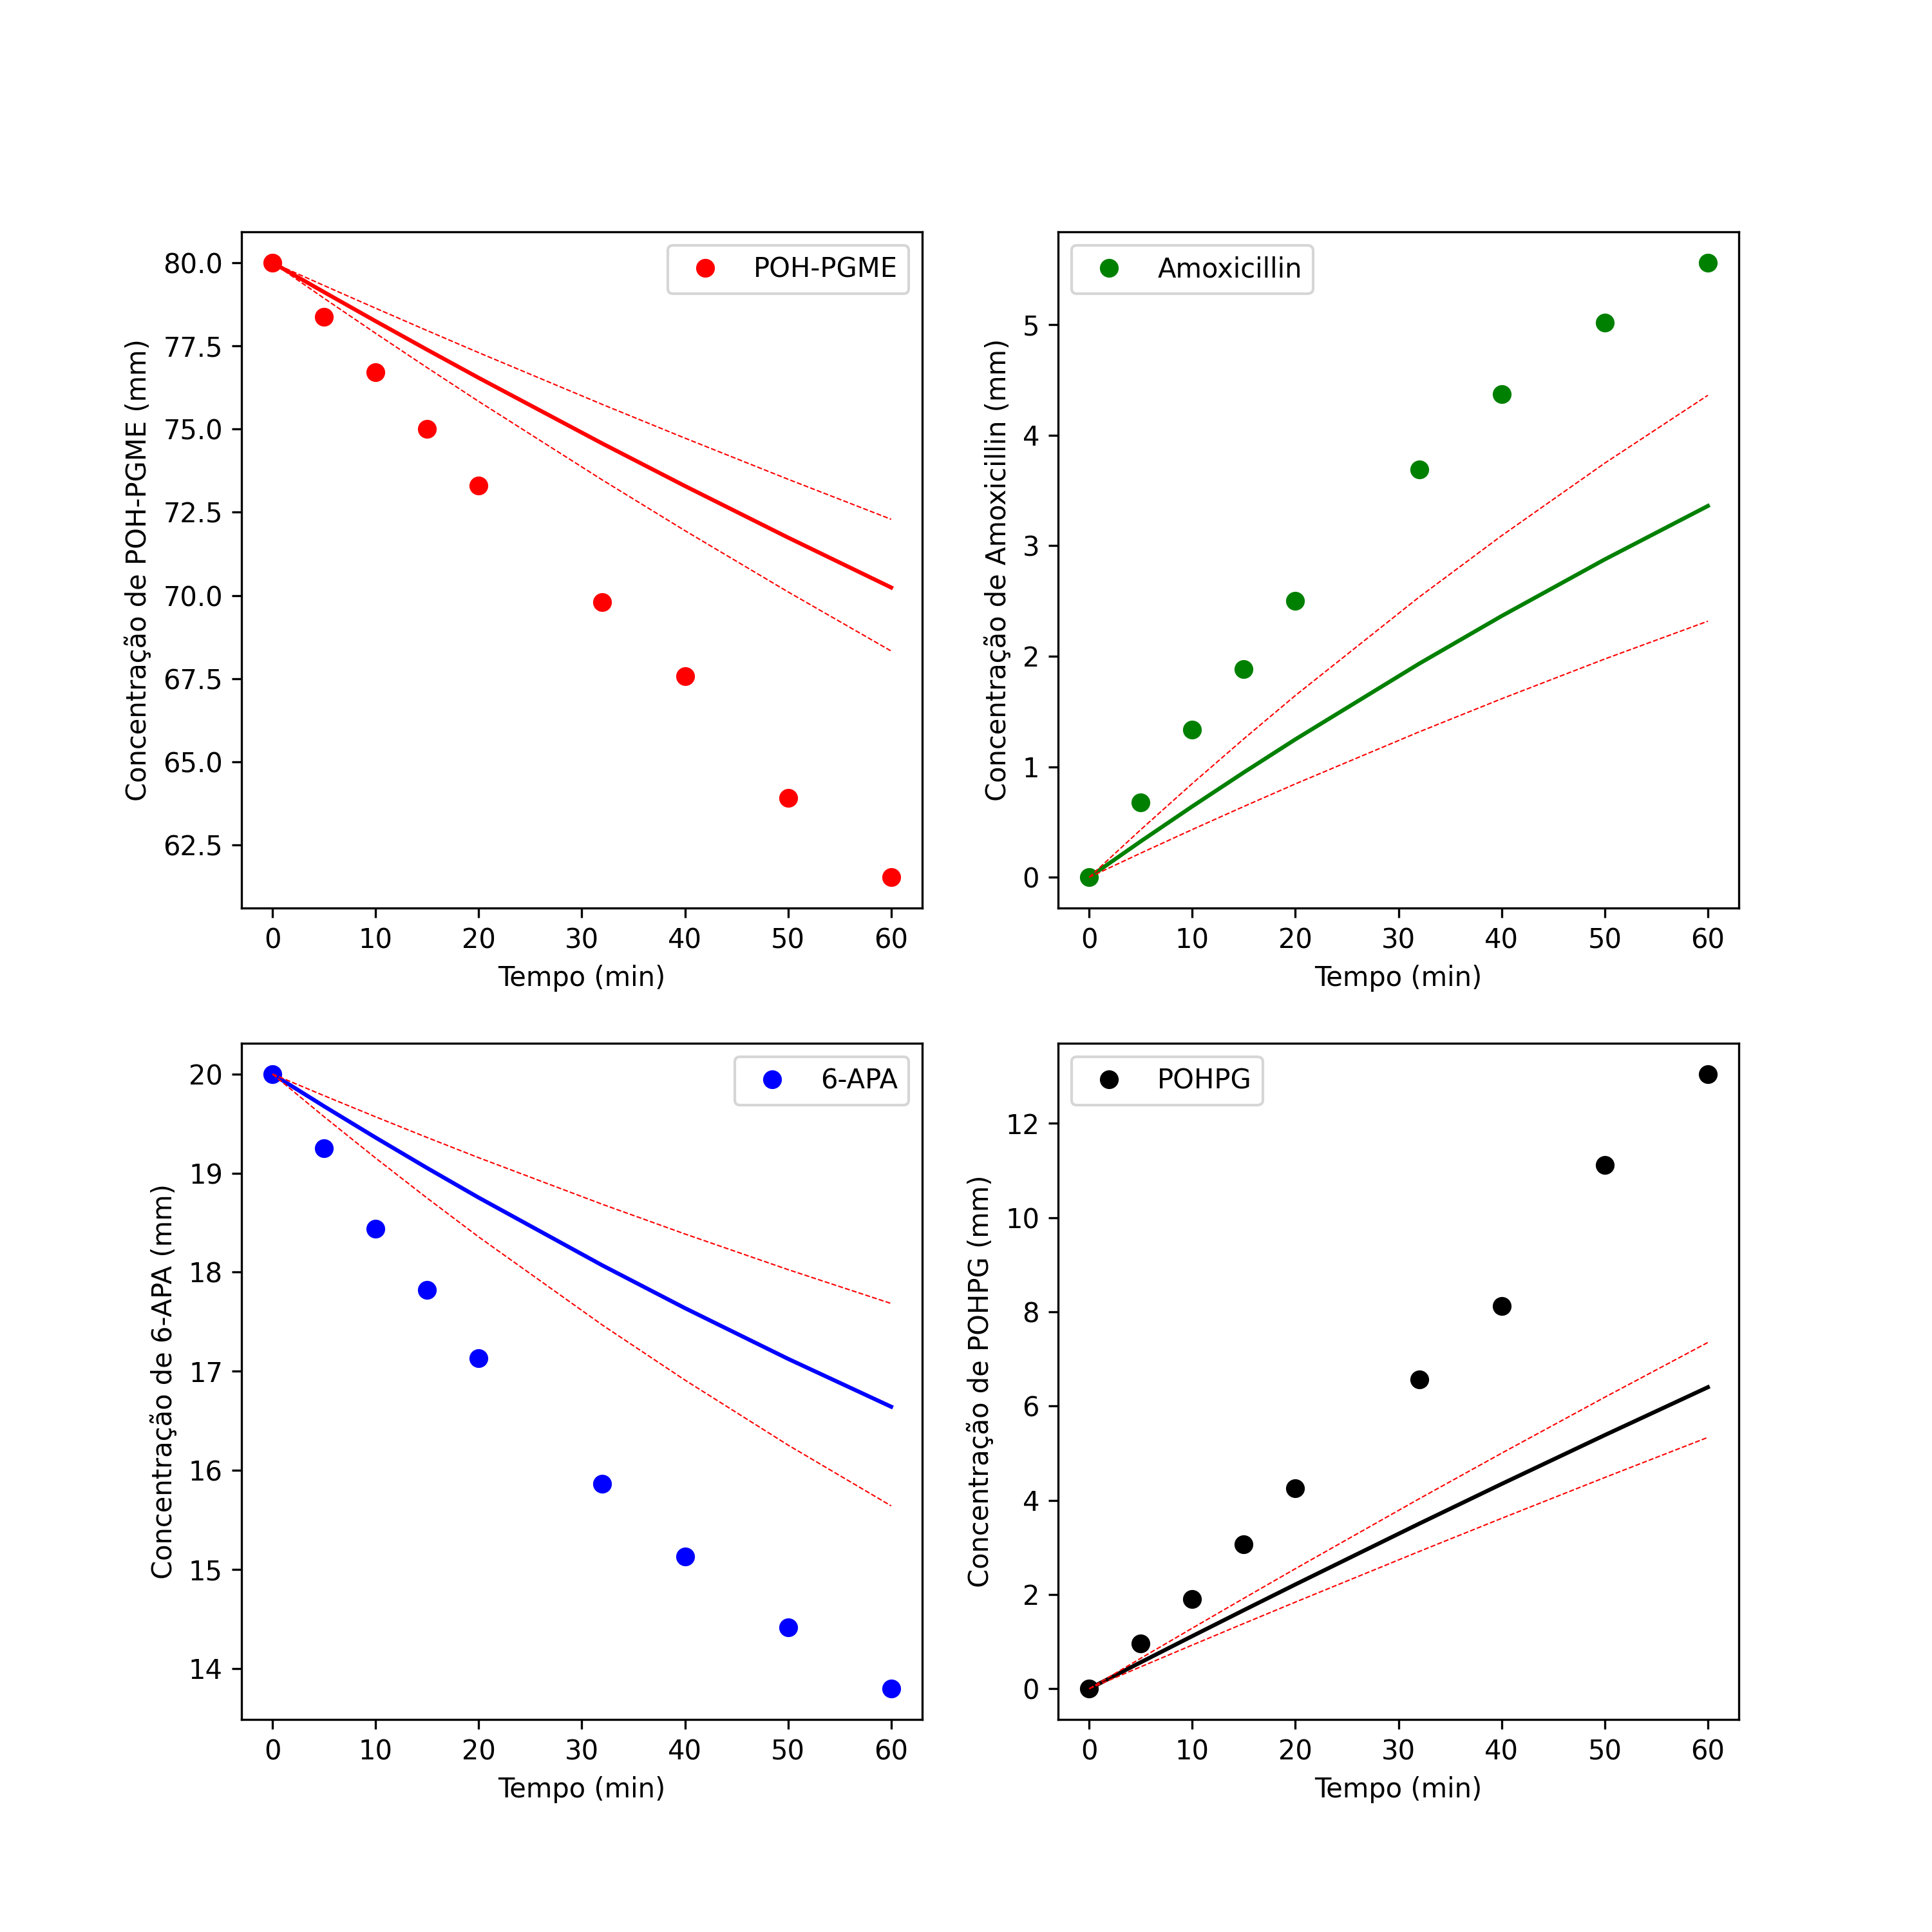 POH-PGME
Concentração de POH-PGME (mm)
80.0
77.5
75.0
72.5
70.0
67.5
65.0
62.5
0 10 20 30 40 50 60
Tempo (min)
Amoxicillin
Concentração de Amoxicillin (mm)
5
4
3
2
1
0
0 10 20 30 40 50 60
Tempo (min)
6-APA
Concentração de 6-APA (mm)
20
19
18
17
16
15
14
0 10 20 30 40 50 60
Tempo (min)
POHPG
Concentração de POHPG (mm)
12
10
8
6
4
2
0
0 10 20 30 40 50 60
Tempo (min)